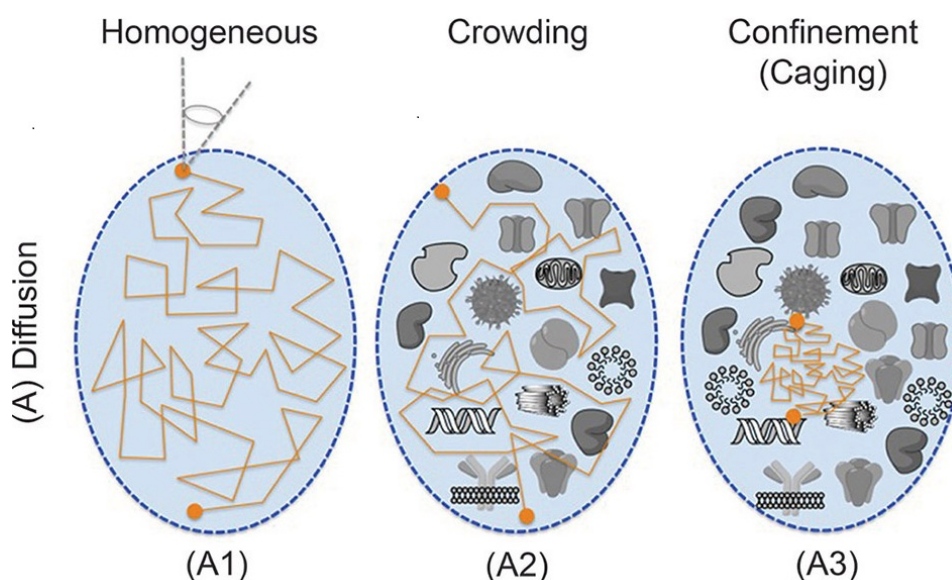 Homogeneous
Crowding
Confinement
(Caging)
(A) Diffusion
(A1)
(A2)
(A3)